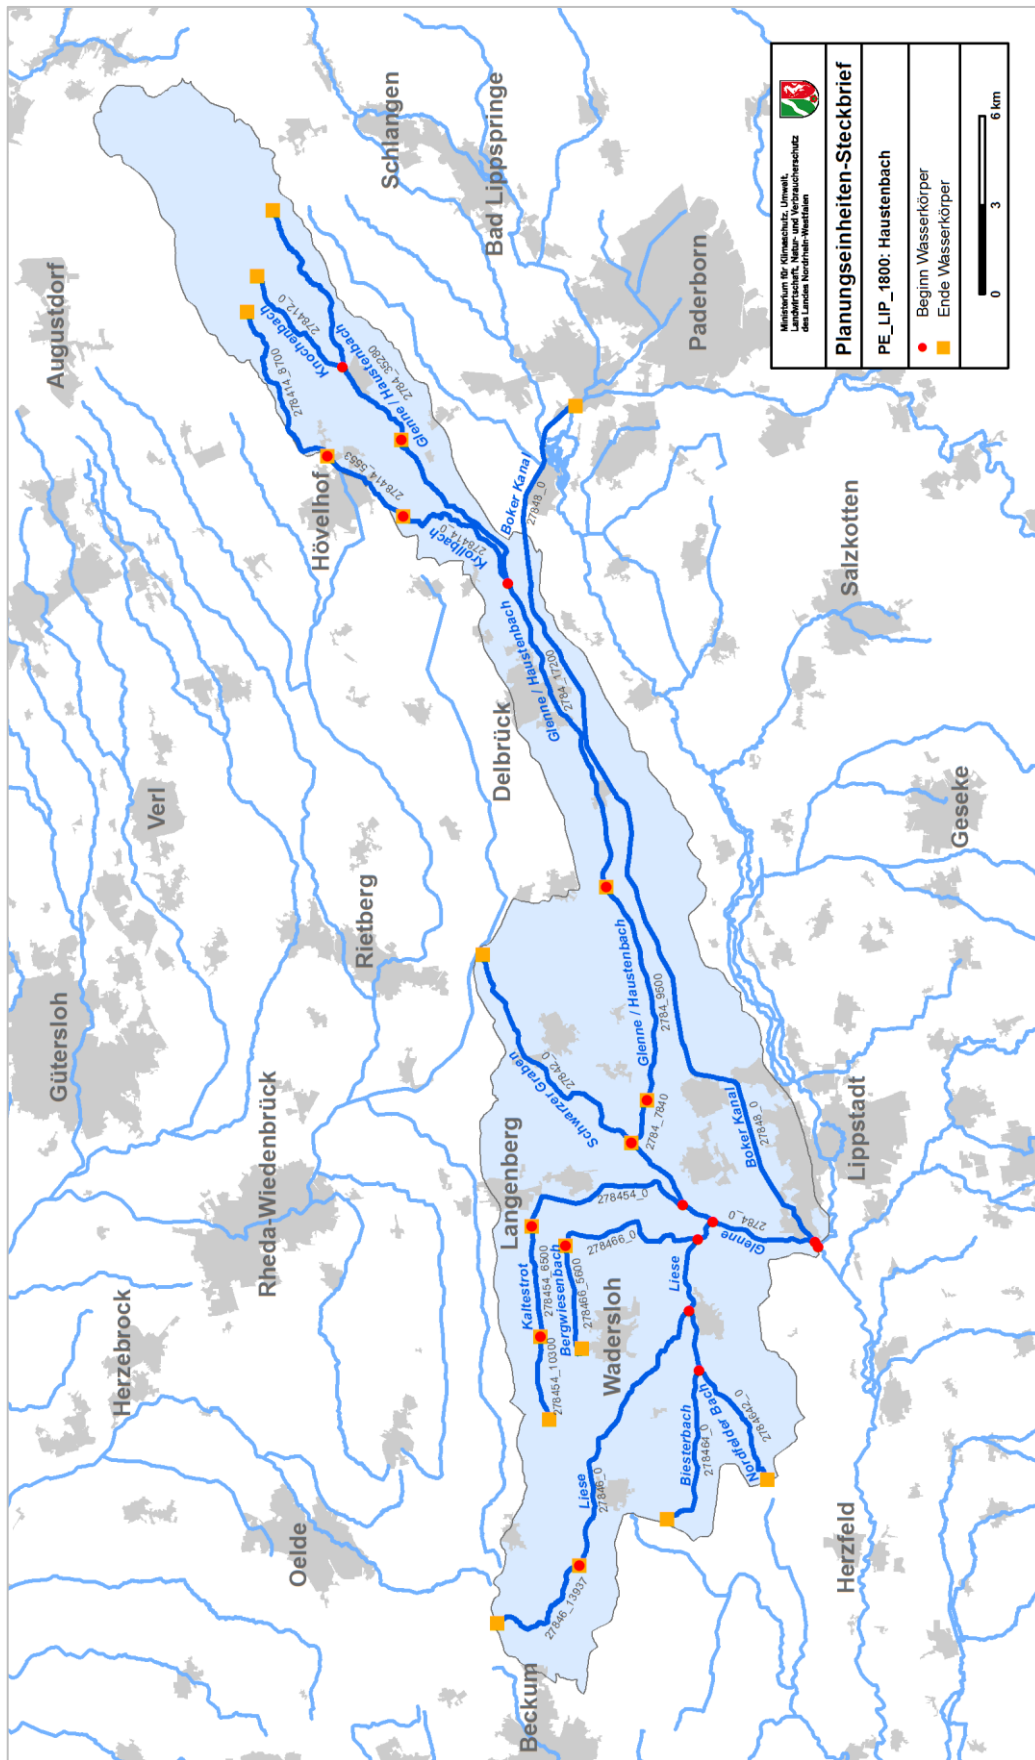 Beckum
Oelde
Herzebrock
Rheda-Wiedenbrück
Gütersloh
Rietberg
Verl
Augustdorf
Schlangen
Bad Lippspringe
Paderborn
Hövelhof
Delbrück
Salzkotten
Geseke
Lippstadt
Langenberg
Wadersloh
Herzfeld
278414_8700
278414_5553
Krollbach
278414_0
Knochenbach
278412_0
Glenne / Haustenbach
2784_35280
Boker Kanal
27848_0
Glenne / Haustenbach
2784_17200
Glenne / Haustenbach
2784_9500
2784_7840
Schwarzer Graben
27842_0
Boker Kanal
27848_0
Glenne
2784_0
278454_0
Kaltestrot
278454_6500
278454_10300
Bergwiesenbach
278466_5600
278466_0
Liese
Liese
27846_0
27846_13937
Biesterbach
278464_0
Nordfelder Bach
2784642_0
Ministerium für Klimaschutz, Umwelt,
Landwirtschaft, Natur- und Verbraucherschutz
des Landes Nordrhein-Westfalen
Planungseinheiten-Steckbrief
PE_LIP_1800: Haustenbach
Beginn Wasserkörper
Ende Wasserkörper
0 3 6 km